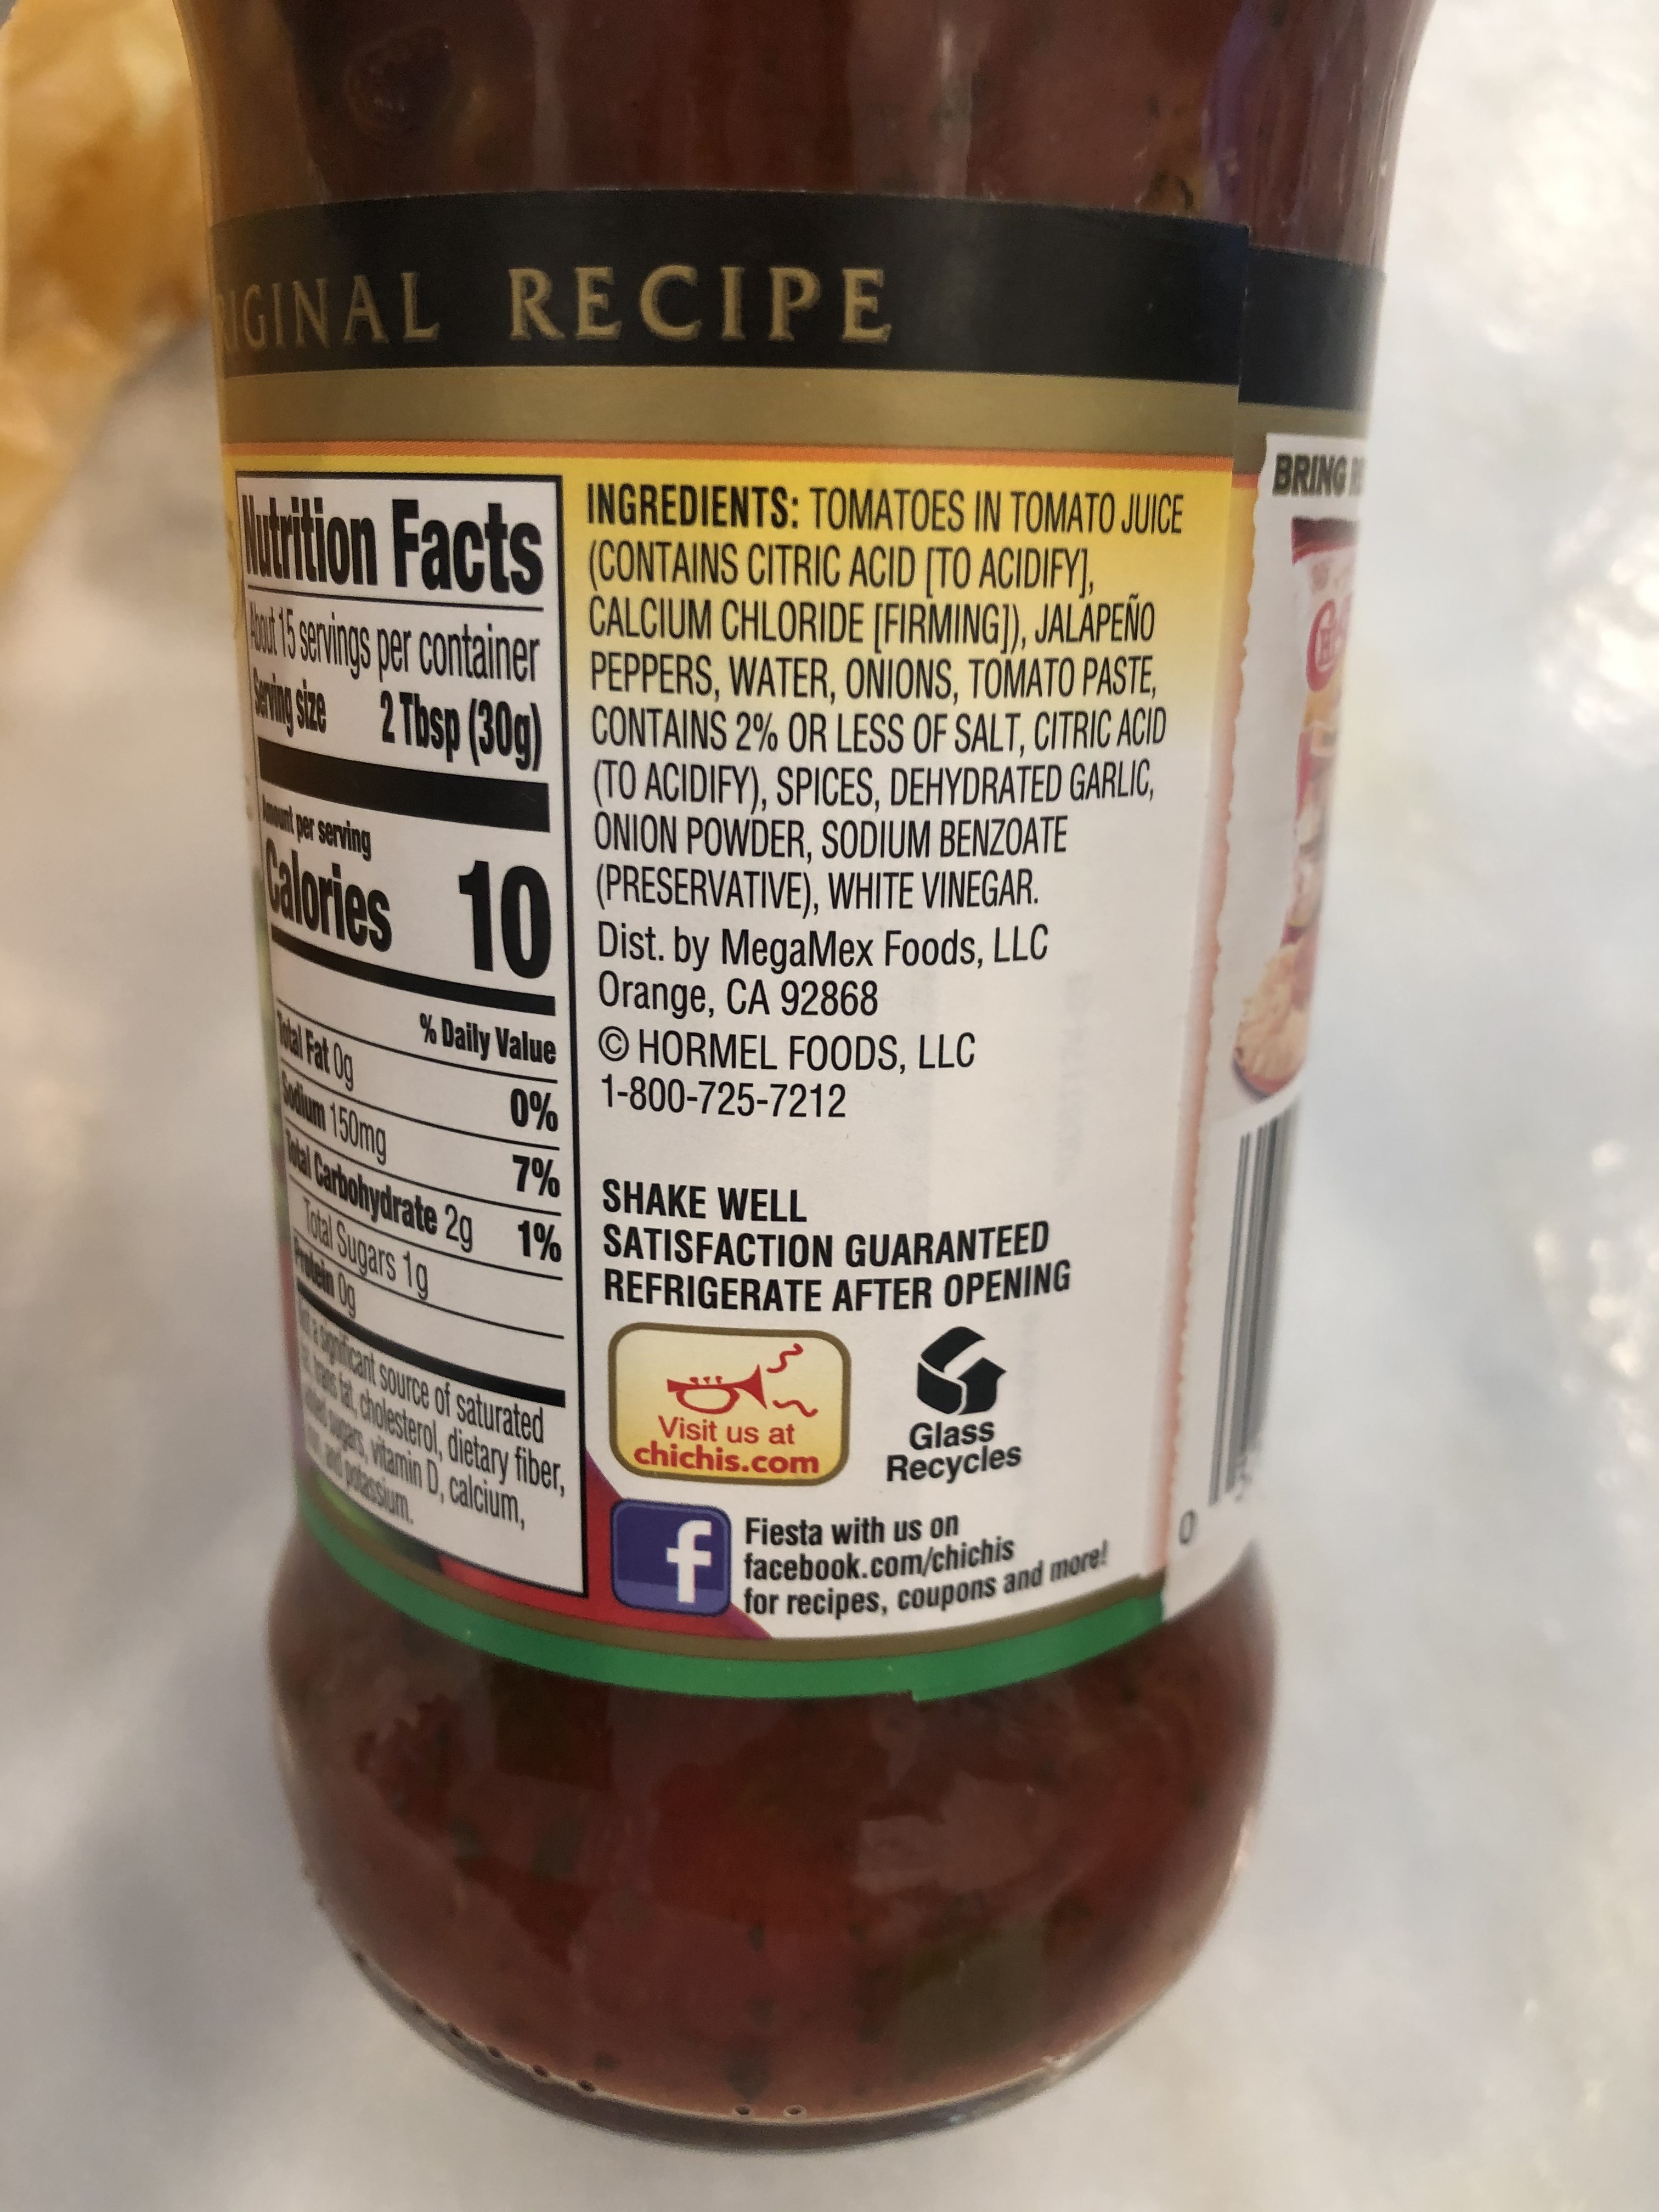 ORIGINAL RECIPE
Nutrition Facts
About 15 servings per container
Serving size 2 Tbsp (30g)
Amount per serving
Calories 10
% Daily Value
Total Fat 0g 0%
Sodium 150mg 7%
Total Carbohydrate 2g 1%
Total Sugars 1g
Protein 0g
Not a significant source of saturated
fat, trans fat, cholesterol, dietary fiber,
added sugars, vitamin D, calcium,
iron, and potassium.
INGREDIENTS: TOMATOES IN TOMATO JUICE
(CONTAINS CITRIC ACID [TO ACIDIFY],
CALCIUM CHLORIDE [FIRMING]), JALAPEÑO
PEPPERS, WATER, ONIONS, TOMATO PASTE,
CONTAINS 2% OR LESS OF SALT, CITRIC ACID
(TO ACIDIFY), SPICES, DEHYDRATED GARLIC,
ONION POWDER, SODIUM BENZOATE
(PRESERVATIVE), WHITE VINEGAR.
Dist. by MegaMex Foods, LLC
Orange, CA 92868
© HORMEL FOODS, LLC
1-800-725-7212
SHAKE WELL
SATISFACTION GUARANTEED
REFRIGERATE AFTER OPENING
Visit us at
chichis.com
Glass
Recycles
f
Fiesta with us on
facebook.com/chichis
for recipes, coupons and more!
BRING
0